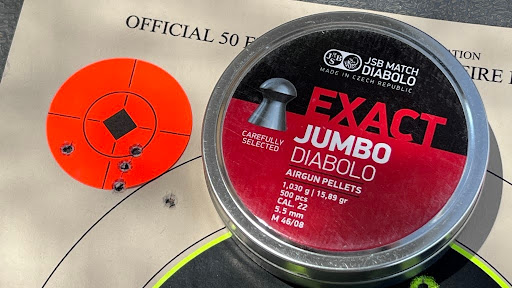 OFFICIAL 50 F
FIRE
JSB MATCH
DIABOLO
MADE IN CZECH REPUBLIC
EXACT
JUMBO
DIABOLO
CAREFULLY
SELECTED
AIRGUN PELLETS
1,030 g | 15,89 gr
500 pcs
CAL. 22
5.5 mm
M 46/08